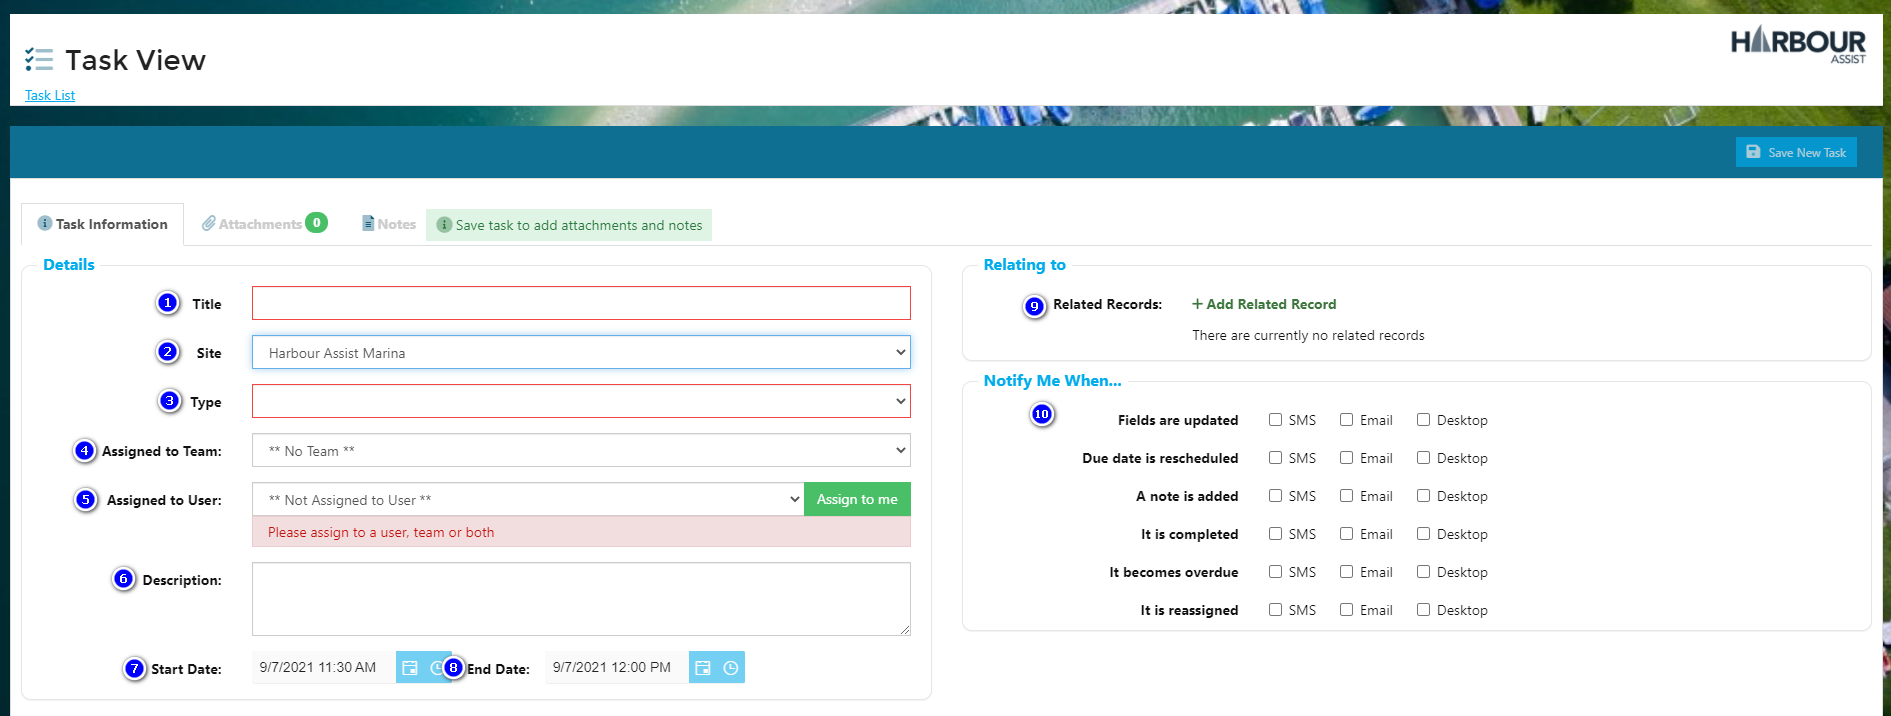 Task View
HARBOUR
ASSIST
Task List
Save New Task
Task Information
Attachments 0
Notes
Save task to add attachments and notes
Details
1 Title
2 Site
Harbour Assist Marina
3 Type
4 Assigned to Team:
** No Team **
5 Assigned to User:
** Not Assigned to User **
Assign to me
Please assign to a user, team or both
6 Description:
7 Start Date:
9/7/2021 11:30 AM
8 End Date:
9/7/2021 12:00 PM
Relating to
9 Related Records:
+ Add Related Record
There are currently no related records
Notify Me When...
10
Fields are updated SMS Email Desktop
Due date is rescheduled SMS Email Desktop
A note is added SMS Email Desktop
It is completed SMS Email Desktop
It becomes overdue SMS Email Desktop
It is reassigned SMS Email Desktop